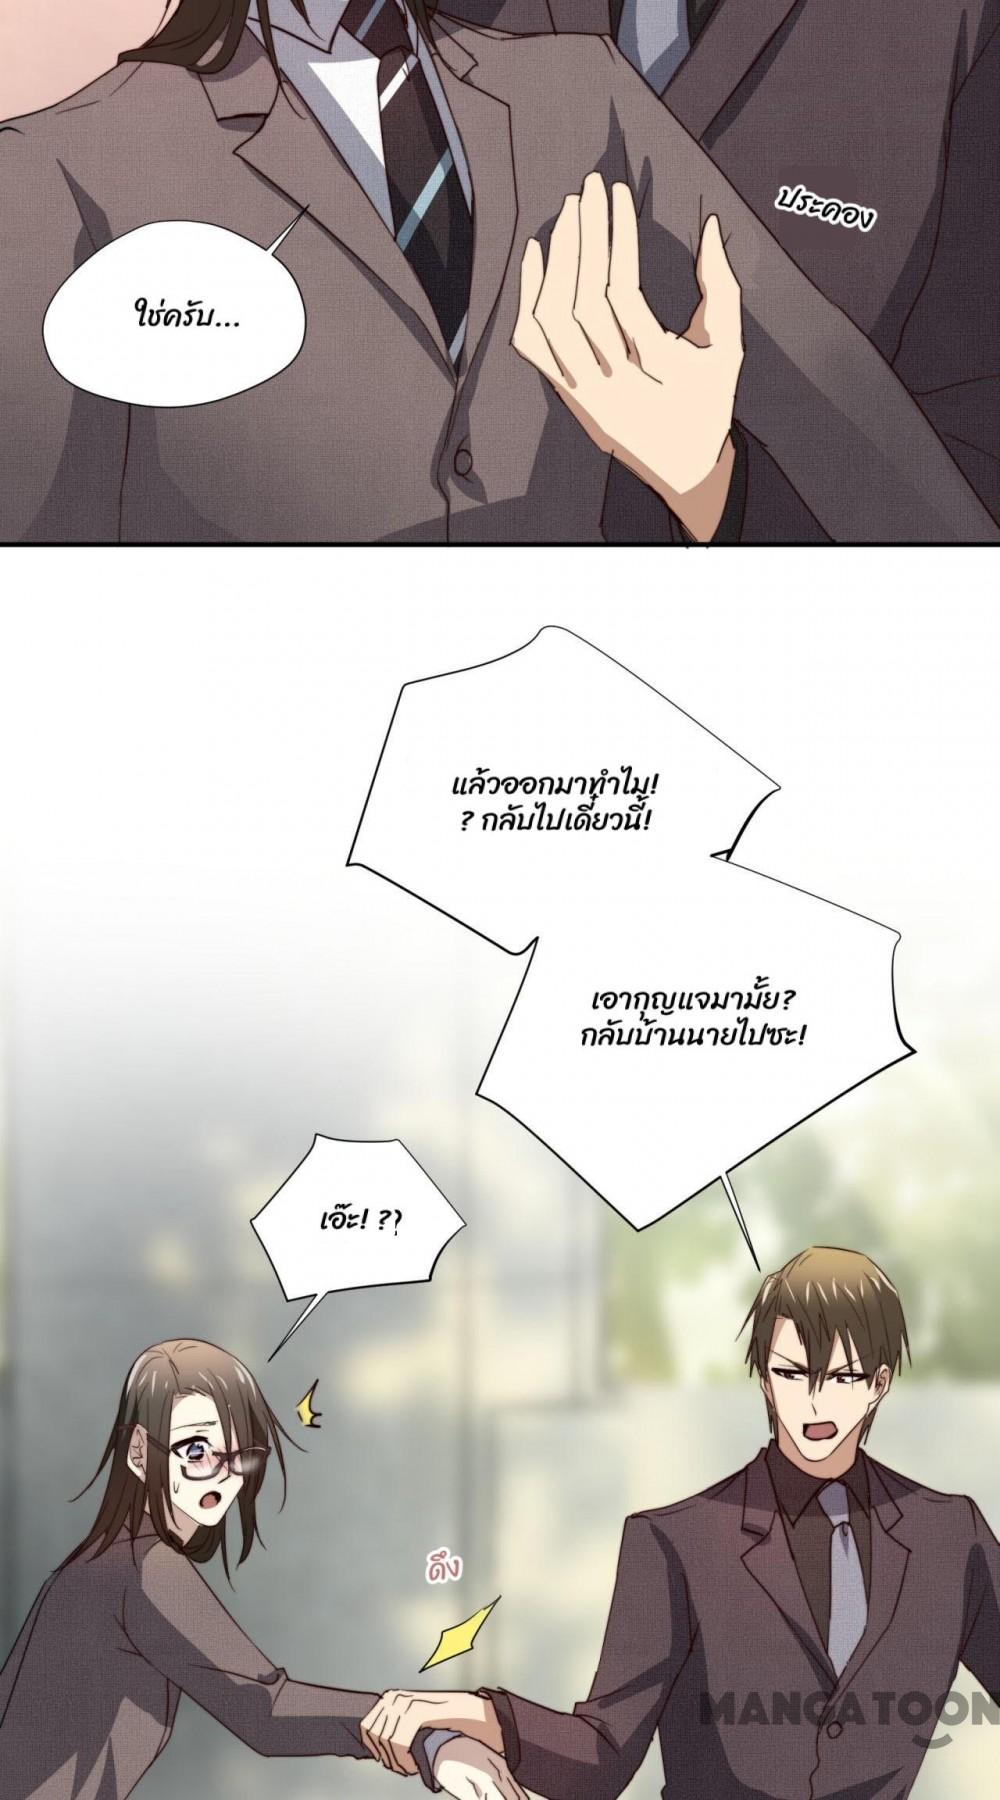 ประคอง
ใช่ครับ...
แล้วออกมาทำไม!
? กลับไปเดี๋ยวนี้!
เอากุญแจมามั้ย?
กลับบ้านนายไปซะ!
เอ๊ะ! ??
ดึง
MANGATOON